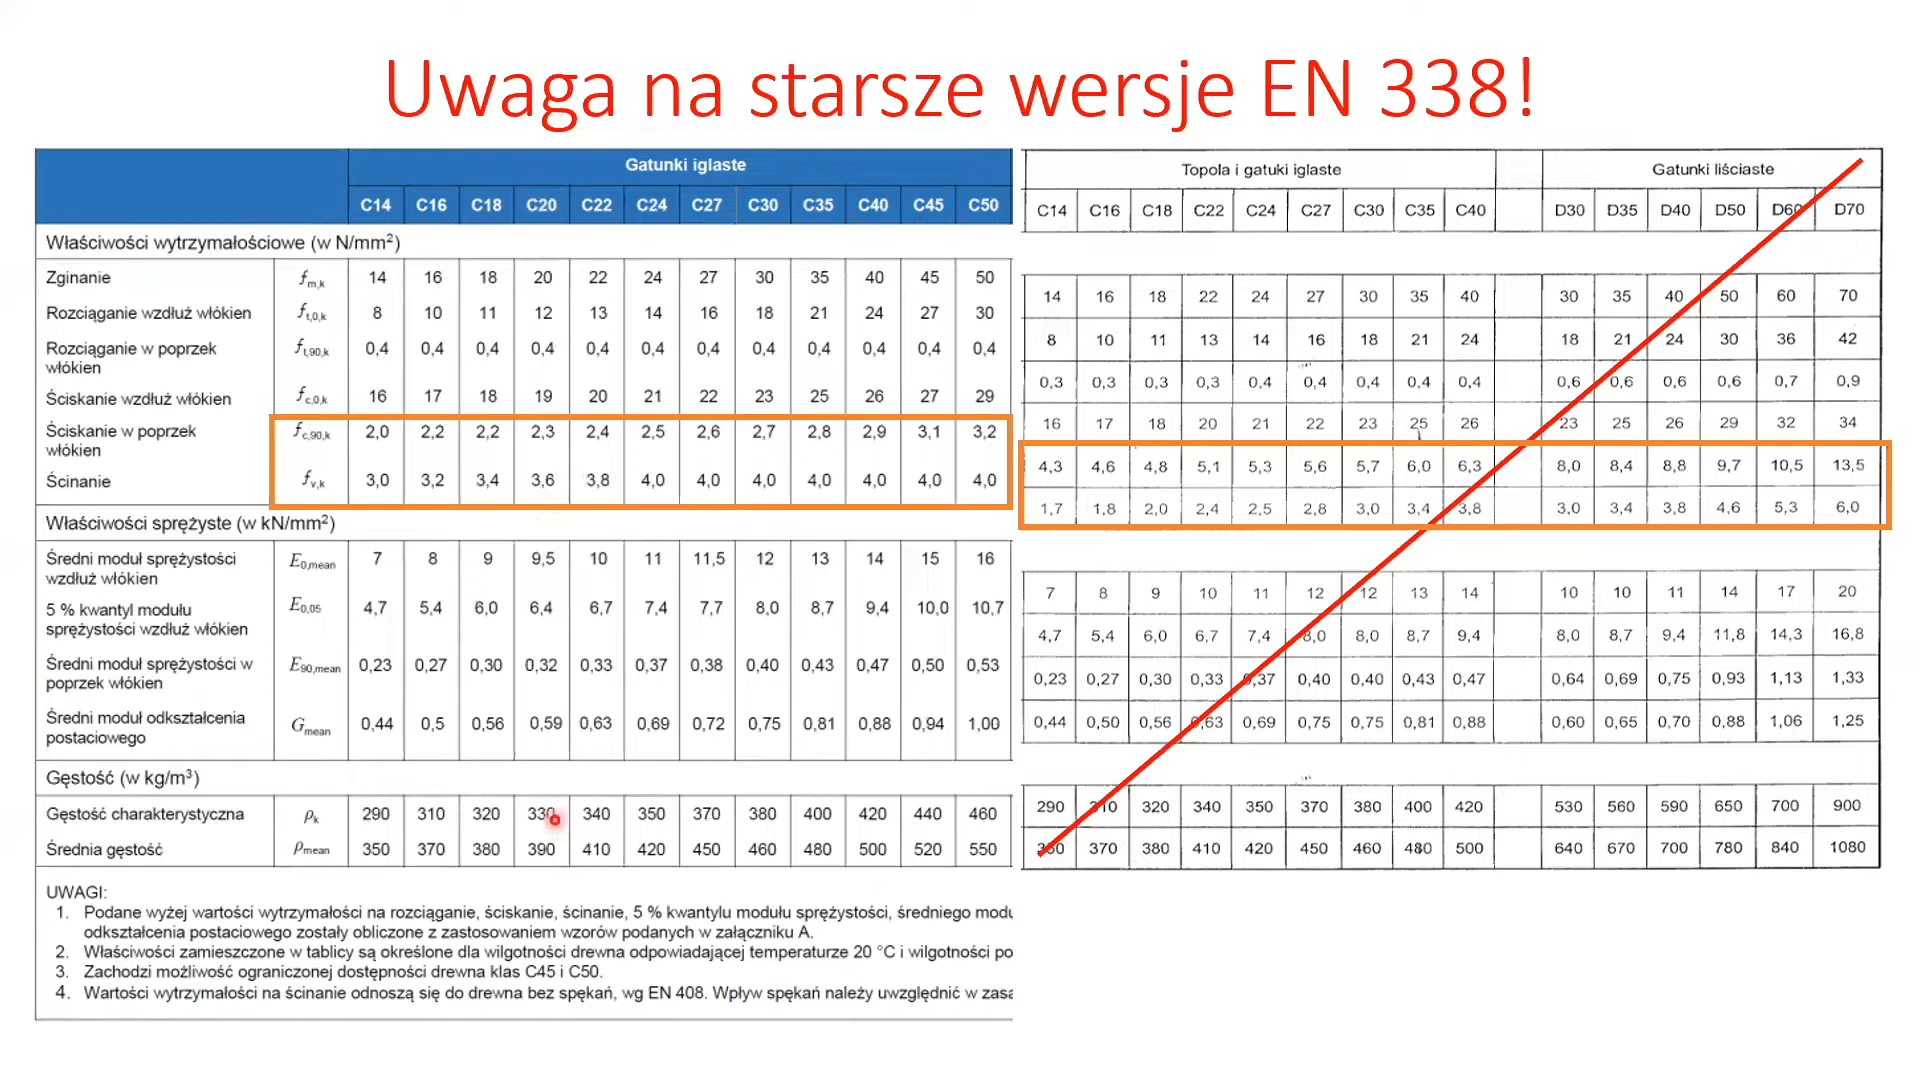 Uwaga na starsze wersje EN 338!
Gatunki iglaste
C14 C16 C18 C20 C22 C24 C27 C30 C35 C40 C45 C50
Właściwości wytrzymałościowe (w N/mm²)
Zginanie fm,k 14 16 18 20 22 24 27 30 35 40 45 50
Rozciąganie wzdłuż włókien ft,0,k 8 10 11 12 13 14 16 18 21 24 27 30
Rozciąganie w poprzek włókien ft,90,k 0,4 0,4 0,4 0,4 0,4 0,4 0,4 0,4 0,4 0,4 0,4 0,4
Ściskanie wzdłuż włókien fc,0,k 16 17 18 19 20 21 22 23 25 26 27 29
Ściskanie w poprzek włókien fc,90,k 2,0 2,2 2,2 2,3 2,4 2,5 2,6 2,7 2,8 2,9 3,1 3,2
Ścinanie fv,k 3,0 3,2 3,4 3,6 3,8 4,0 4,0 4,0 4,0 4,0 4,0 4,0
Właściwości sprężyste (w kN/mm²)
Średni moduł sprężystości wzdłuż włókien E0,mean 7 8 9 9,5 10 11 11,5 12 13 14 15 16
5 % kwantyl modułu sprężystości wzdłuż włókien E0,05 4,7 5,4 6,0 6,4 6,7 7,4 7,7 8,0 8,7 9,4 10,0 10,7
Średni moduł sprężystości w poprzek włókien E90,mean 0,23 0,27 0,30 0,32 0,33 0,37 0,38 0,40 0,43 0,47 0,50 0,53
Średni moduł odkształcenia postaciowego Gmean 0,44 0,5 0,56 0,59 0,63 0,69 0,72 0,75 0,81 0,88 0,94 1,00
Gęstość (w kg/m³)
Gęstość charakterystyczna ρk 290 310 320 330 340 350 370 380 400 420 440 460
Średnia gęstość ρmean 350 370 380 390 410 420 450 460 480 500 520 550
UWAGI:
1. Podane wyżej wartości wytrzymałości na rozciąganie, ściskanie, ścinanie, 5 % kwantylu modułu sprężystości, średniego modu
odkształcenia postaciowego zostały obliczone z zastosowaniem wzorów podanych w załączniku A.
2. Właściwości zamieszczone w tablicy są określone dla wilgotności drewna odpowiadającej temperaturze 20 °C i wilgotności po
3. Zachodzi możliwość ograniczonej dostępności drewna klas C45 i C50.
4. Wartości wytrzymałości na ścinanie odnoszą się do drewna bez spękań, wg EN 408. Wpływ spękań należy uwzględnić w zasa
Topola i gatuki iglaste Gatunki liściaste
C14 C16 C18 C22 C24 C27 C30 C35 C40 D30 D35 D40 D50 D60 D70
14 16 18 22 24 27 30 35 40 30 35 40 50 60 70
8 10 11 13 14 16 18 21 24 18 21 24 30 36 42
0,3 0,3 0,3 0,3 0,4 0,4 0,4 0,4 0,4 0,6 0,6 0,6 0,6 0,7 0,9
16 17 18 20 21 22 23 25 26 23 25 26 29 32 34
4,3 4,6 4,8 5,1 5,3 5,6 5,7 6,0 6,3 8,0 8,4 8,8 9,7 10,5 13,5
1,7 1,8 2,0 2,4 2,5 2,8 3,0 3,4 3,8 3,0 3,4 3,8 4,6 5,3 6,0
7 8 9 10 11 12 12 13 14 10 10 11 14 17 20
4,7 5,4 6,0 6,7 7,4 8,0 8,0 8,7 9,4 8,0 8,7 9,4 11,8 14,3 16,8
0,23 0,27 0,30 0,33 0,37 0,40 0,40 0,43 0,47 0,64 0,69 0,75 0,93 1,13 1,33
0,44 0,50 0,56 0,63 0,69 0,75 0,75 0,81 0,88 0,60 0,65 0,70 0,88 1,06 1,25
290 310 320 340 350 370 380 400 420 530 560 590 650 700 900
350 370 380 410 420 450 460 480 500 640 670 700 780 840 1080